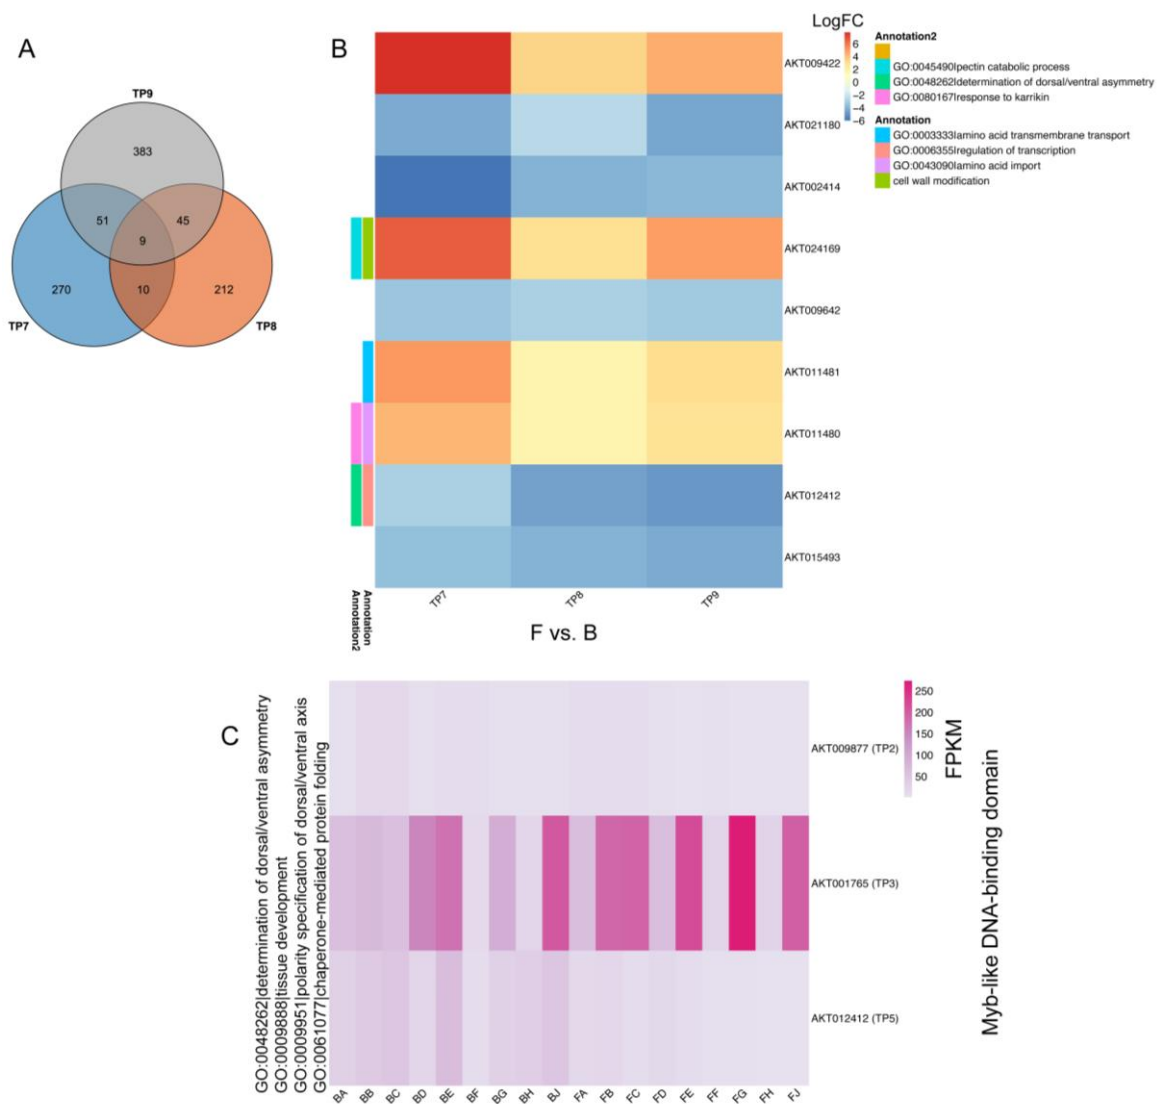 A
TP9
383
51
45
9
270
10
212
TP7
TP8
B
LogFC
6
4
2
0
−2
−4
−6
AKT009422
AKT021180
AKT002414
AKT024169
AKT009642
AKT011481
AKT011480
AKT012412
AKT015493
Annotation2
GO:0045490|pectin catabolic process
GO:0048262|determination of dorsal/ventral asymmetry
GO:0080167|response to karrikin
Annotation
GO:0003333|amino acid transmembrane transport
GO:0006355|regulation of transcription
GO:0043090|amino acid import
cell wall modification
Annotation2
Annotation
TP7
TP8
TP9
F vs. B
C
GO:0048262|determination of dorsal/ventral asymmetry
GO:0009888|tissue development
GO:0009951|polarity specification of dorsal/ventral axis
GO:0061077|chaperone-mediated protein folding
AKT009877 (TP2)
AKT001765 (TP3)
AKT012412 (TP5)
250
200
150
100
50
FPKM
Myb-like DNA-binding domain
BA
BB
BC
BD
BE
BF
BG
BH
BJ
FA
FB
FC
FD
FE
FF
FG
FH
FJ